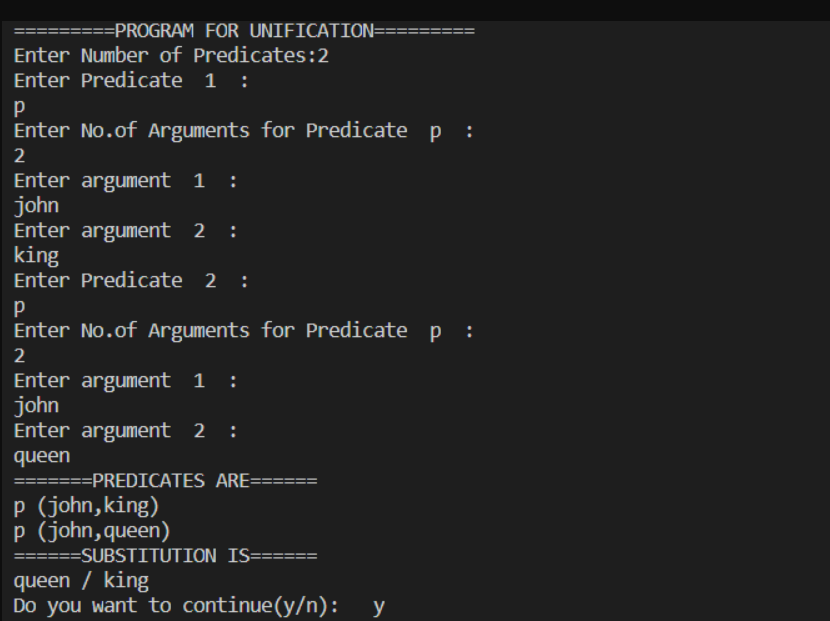 =========PROGRAM FOR UNIFICATION=========
Enter Number of Predicates:2
Enter Predicate  1  :
p
Enter No.of Arguments for Predicate  p  :
2
Enter argument  1  :
john
Enter argument  2  :
king
Enter Predicate  2  :
p
Enter No.of Arguments for Predicate  p  :
2
Enter argument  1  :
john
Enter argument  2  :
queen
=======PREDICATES ARE======
p (john,king)
p (john,queen)
======SUBSTITUTION IS======
queen / king
Do you want to continue(y/n):   y